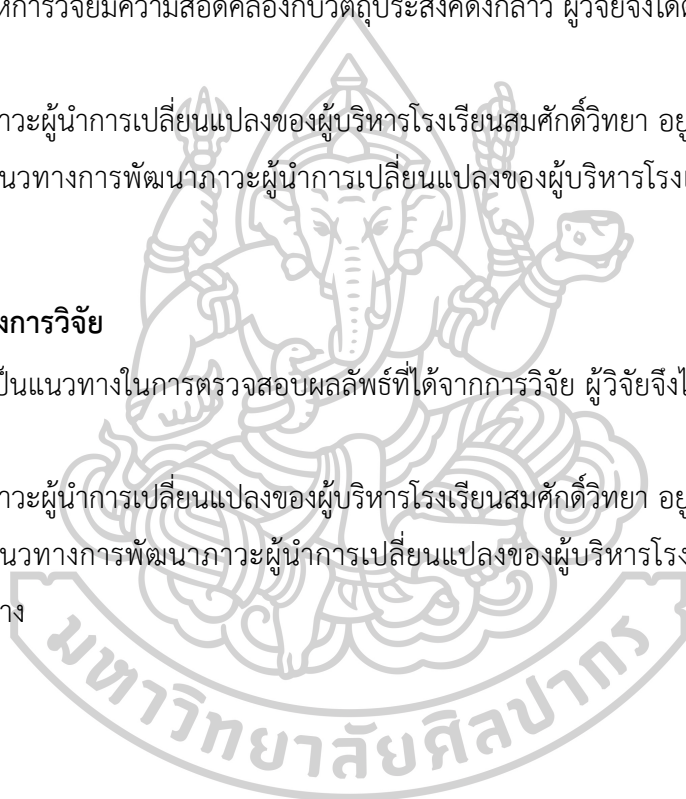 ห้การวิจัยมีความสอดคล้องกับวัตถุประสงค์ดังกล่าว ผู้วิจัยจึงได้
าวะผู้นำการเปลี่ยนแปลงของผู้บริหารโรงเรียนสมศักดิ์วิทยา อยู่
นวทางการพัฒนาภาวะผู้นำการเปลี่ยนแปลงของผู้บริหารโรงเ
งการวิจัย
ป็นแนวทางในการตรวจสอบผลลัพธ์ที่ได้จากการวิจัย ผู้วิจัยจึงไ
าวะผู้นำการเปลี่ยนแปลงของผู้บริหารโรงเรียนสมศักดิ์วิทยา อยู่
นวทางการพัฒนาภาวะผู้นำการเปลี่ยนแปลงของผู้บริหารโรง
าง
มหาวิทยาลัยศิลปากร